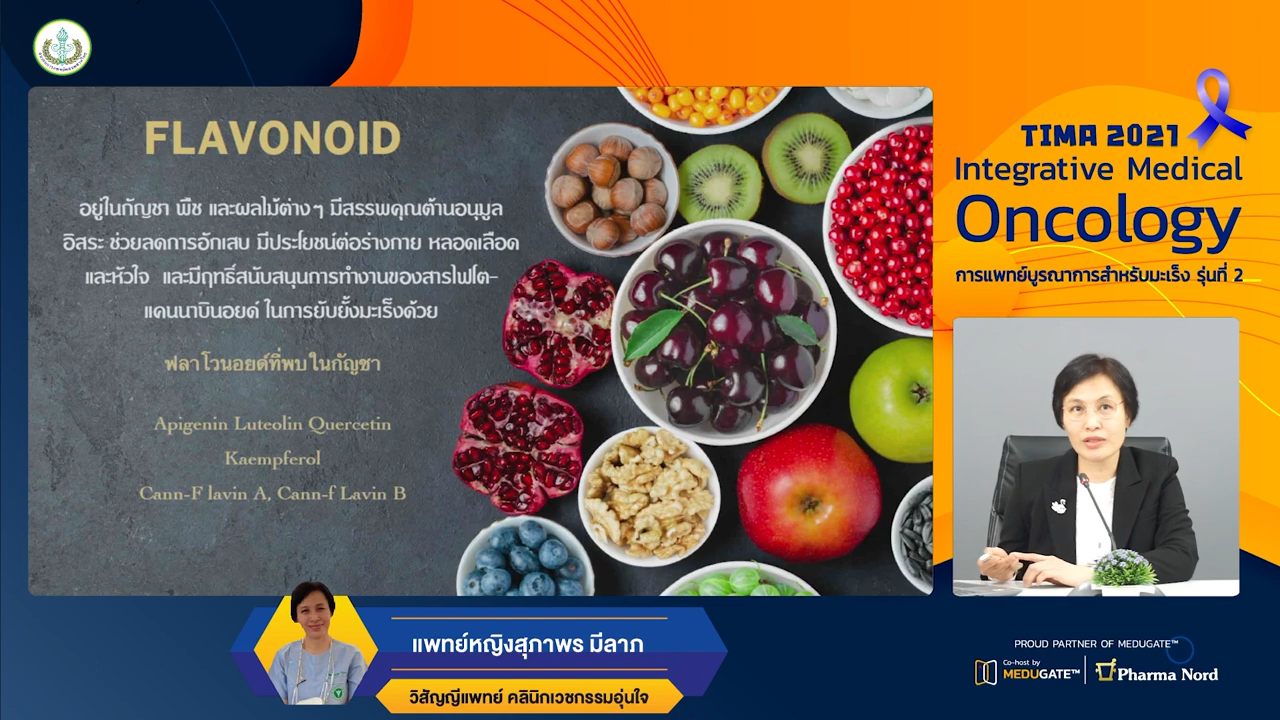 FLAVONOID
อยู่ในกัญชา พืช และผลไม้ต่างๆ มีสรรพคุณต้านอนุมูล
อิสระ ช่วยลดการอักเสบ มีประโยชน์ต่อร่างกาย หลอดเลือด
และหัวใจ และมีฤทธิ์สนับสนุนการทำงานของสารไฟโต-
แคนนาบินอยด์ ในการยับยั้งมะเร็งด้วย
ฟลาโวนอยด์ที่พบในกัญชา
Apigenin Luteolin Quercetin
Kaempferol
Cann-F lavin A, Cann-f Lavin B
TIMA 2021
Integrative Medical
Oncology
การแพทย์บูรณาการสำหรับมะเร็ง รุ่นที่ 2
แพทย์หญิงสุภาพร มีลาภ
วิสัญญีแพทย์ คลินิกเวชกรรมอุ่นใจ
PROUD PARTNER OF MEDUGATE™
Co-host by
MEDUGATE™
Pharma Nord